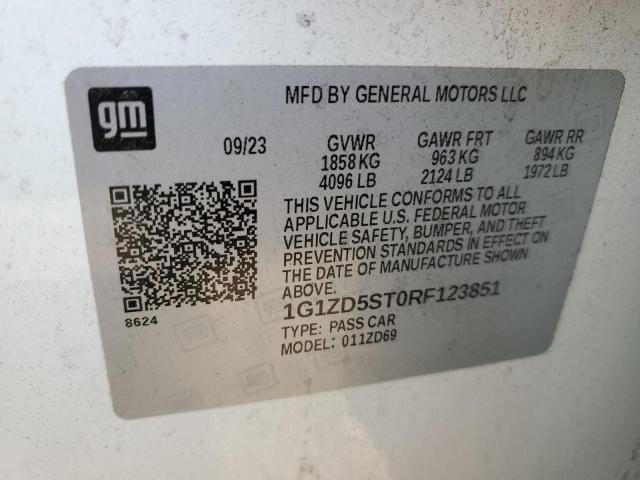 gm
MFD BY GENERAL MOTORS LLC
09/23 GVWR GAWR FRT GAWR RR
1858 KG 963 KG 894 KG
4096 LB 2124 LB 1972 LB
THIS VEHICLE CONFORMS TO ALL
APPLICABLE U.S. FEDERAL MOTOR
VEHICLE SAFETY, BUMPER, AND THEFT
PREVENTION STANDARDS IN EFFECT ON
THE DATE OF MANUFACTURE SHOWN
ABOVE.
1G1ZD5ST0RF123851
8624
TYPE: PASS CAR
MODEL: 011ZD69